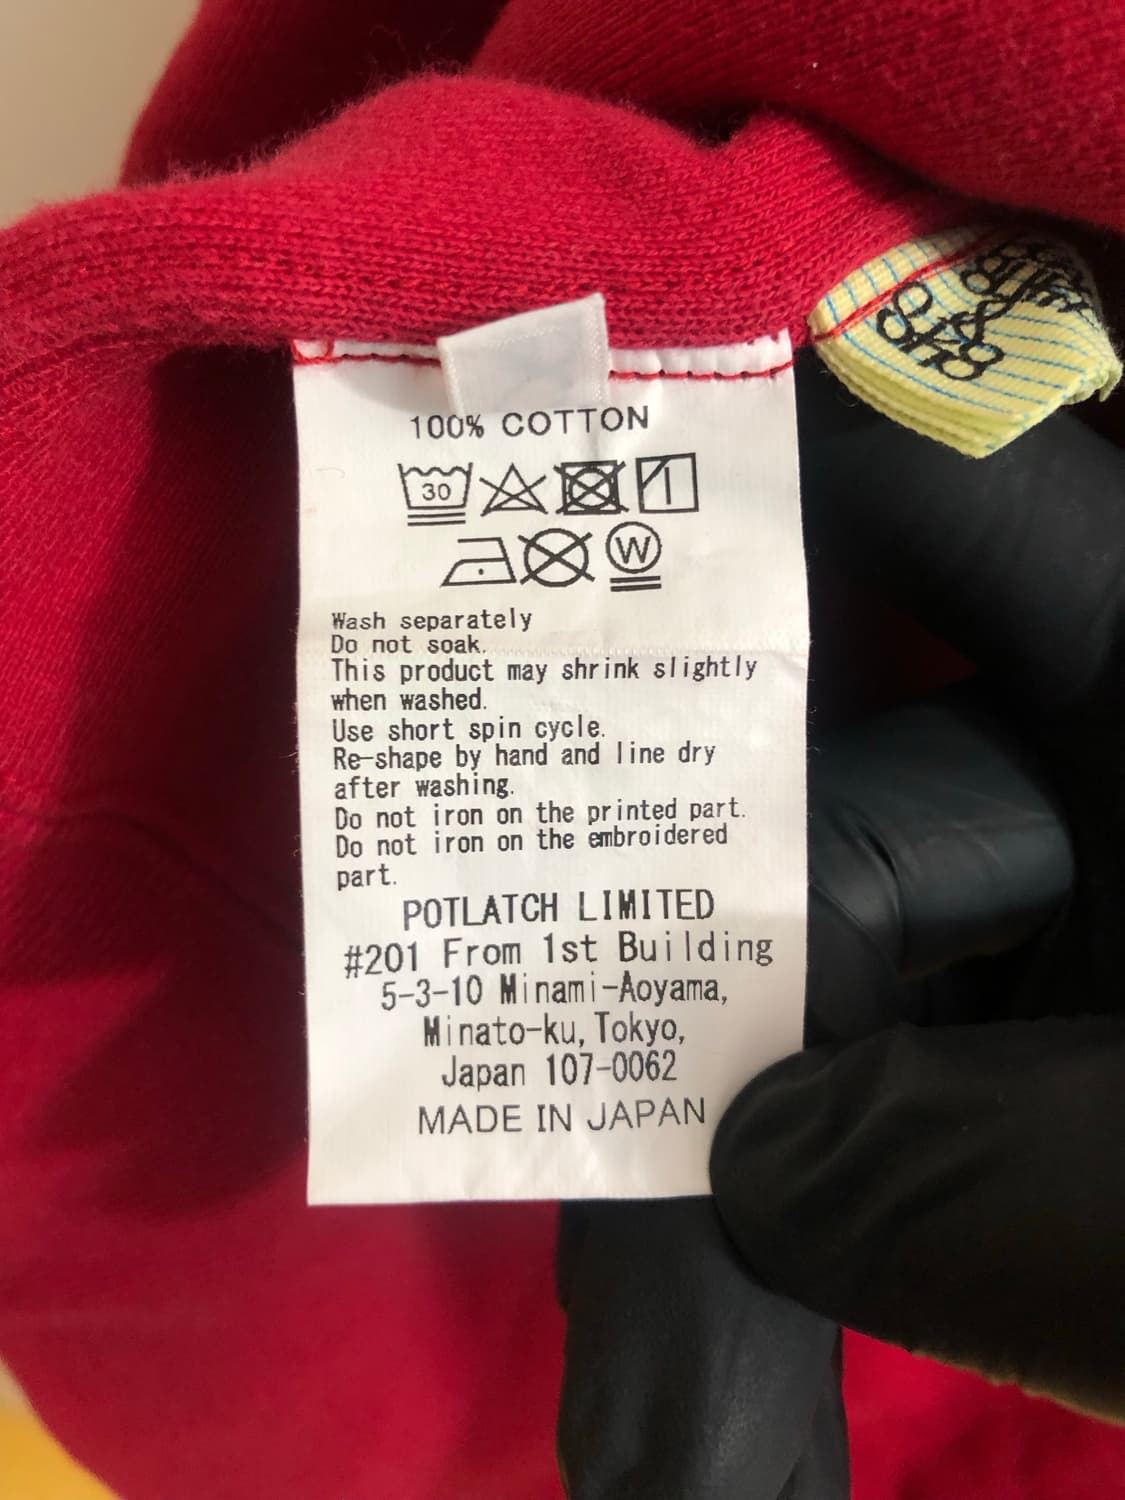 100% COTTON
30
W
Wash separately
Do not soak.
This product may shrink slightly
when washed.
Use short spin cycle.
Re-shape by hand and line dry
after washing.
Do not iron on the printed part.
Do not iron on the embroidered
part.
POTLATCH LIMITED
#201 From 1st Building
5-3-10 Minami-Aoyama,
Minato-ku, Tokyo,
Japan 107-0062
MADE IN JAPAN